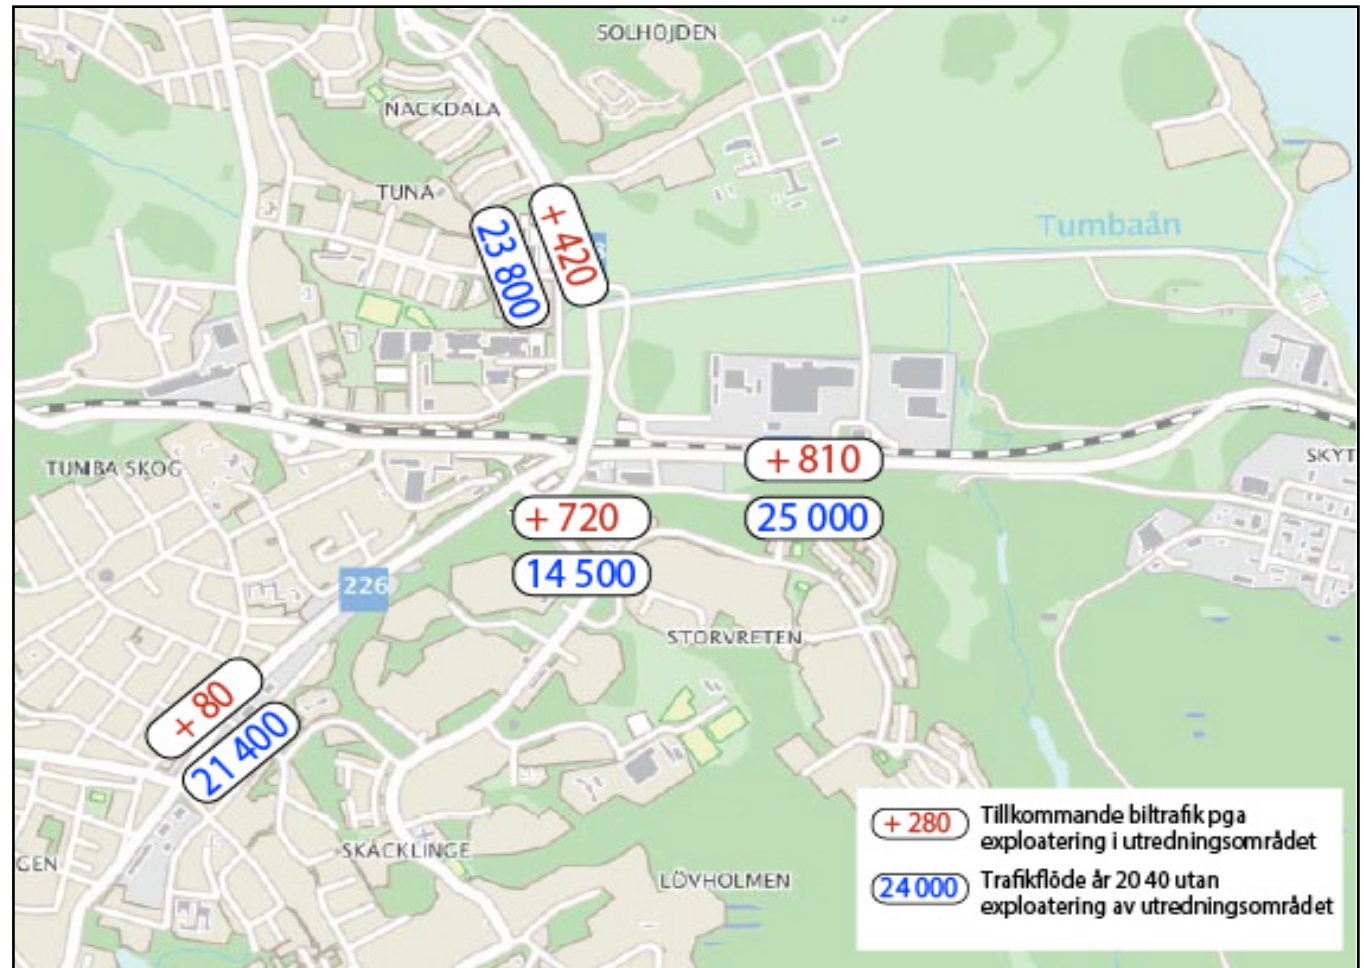 SOLHÖJDEN
NACKDALA
TUNA
+ 420
23 800
Tumbaån
TUMBA SKOG
SKYT
+ 810
25 000
+ 720
14 500
226
STORVRETEN
+ 80
21 400
SKÄCKLINGE
GEN
LÖVHOLMEN
+ 280
Tillkommande biltrafik pga
exploatering i utredningsområdet
24 000
Trafikflöde år 20 40 utan
exploatering av utredningsområdet